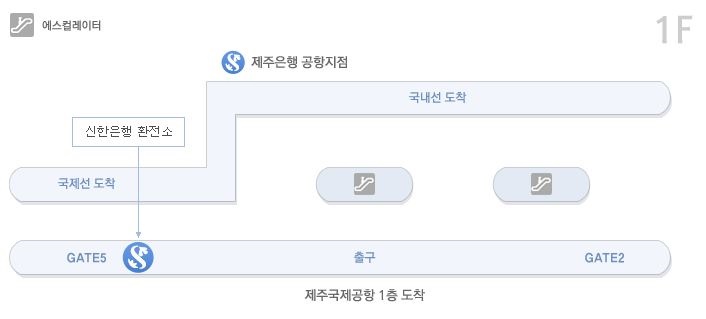 에스컬레이터
1F
제주은행 공항지점
국내선 도착
신한은행 환전소
국제선 도착
GATE5 출구 GATE2
제주국제공항 1층 도착